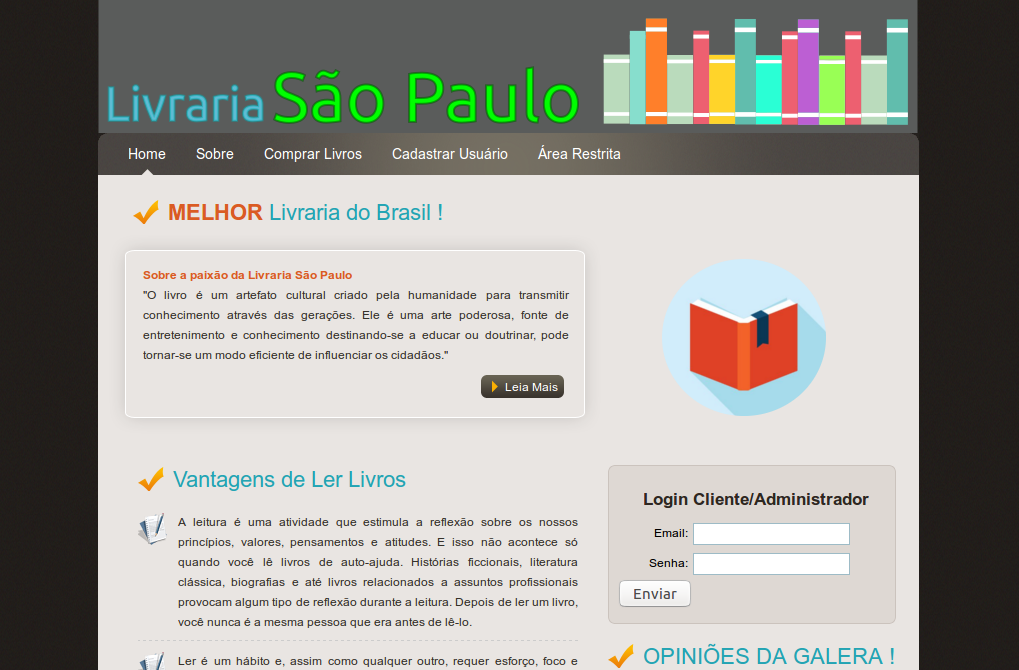 Livraria São Paulo
Home Sobre Comprar Livros Cadastrar Usuário Área Restrita
MELHOR Livraria do Brasil !
Sobre a paixão da Livraria São Paulo
"O livro é um artefato cultural criado pela humanidade para transmitir
conhecimento através das gerações. Ele é uma arte poderosa, fonte de
entretenimento e conhecimento destinando-se a educar ou doutrinar, pode
tornar-se um modo eficiente de influenciar os cidadãos."
Leia Mais
Vantagens de Ler Livros
A leitura é uma atividade que estimula a reflexão sobre os nossos
princípios, valores, pensamentos e atitudes. E isso não acontece só
quando você lê livros de auto-ajuda. Histórias ficcionais, literatura
clássica, biografias e até livros relacionados a assuntos profissionais
provocam algum tipo de reflexão durante a leitura. Depois de ler um livro,
você nunca é a mesma pessoa que era antes de lê-lo.
Ler é um hábito e, assim como qualquer outro, requer esforço, foco e
Login Cliente/Administrador
Email:
Senha:
Enviar
OPINIÕES DA GALERA !